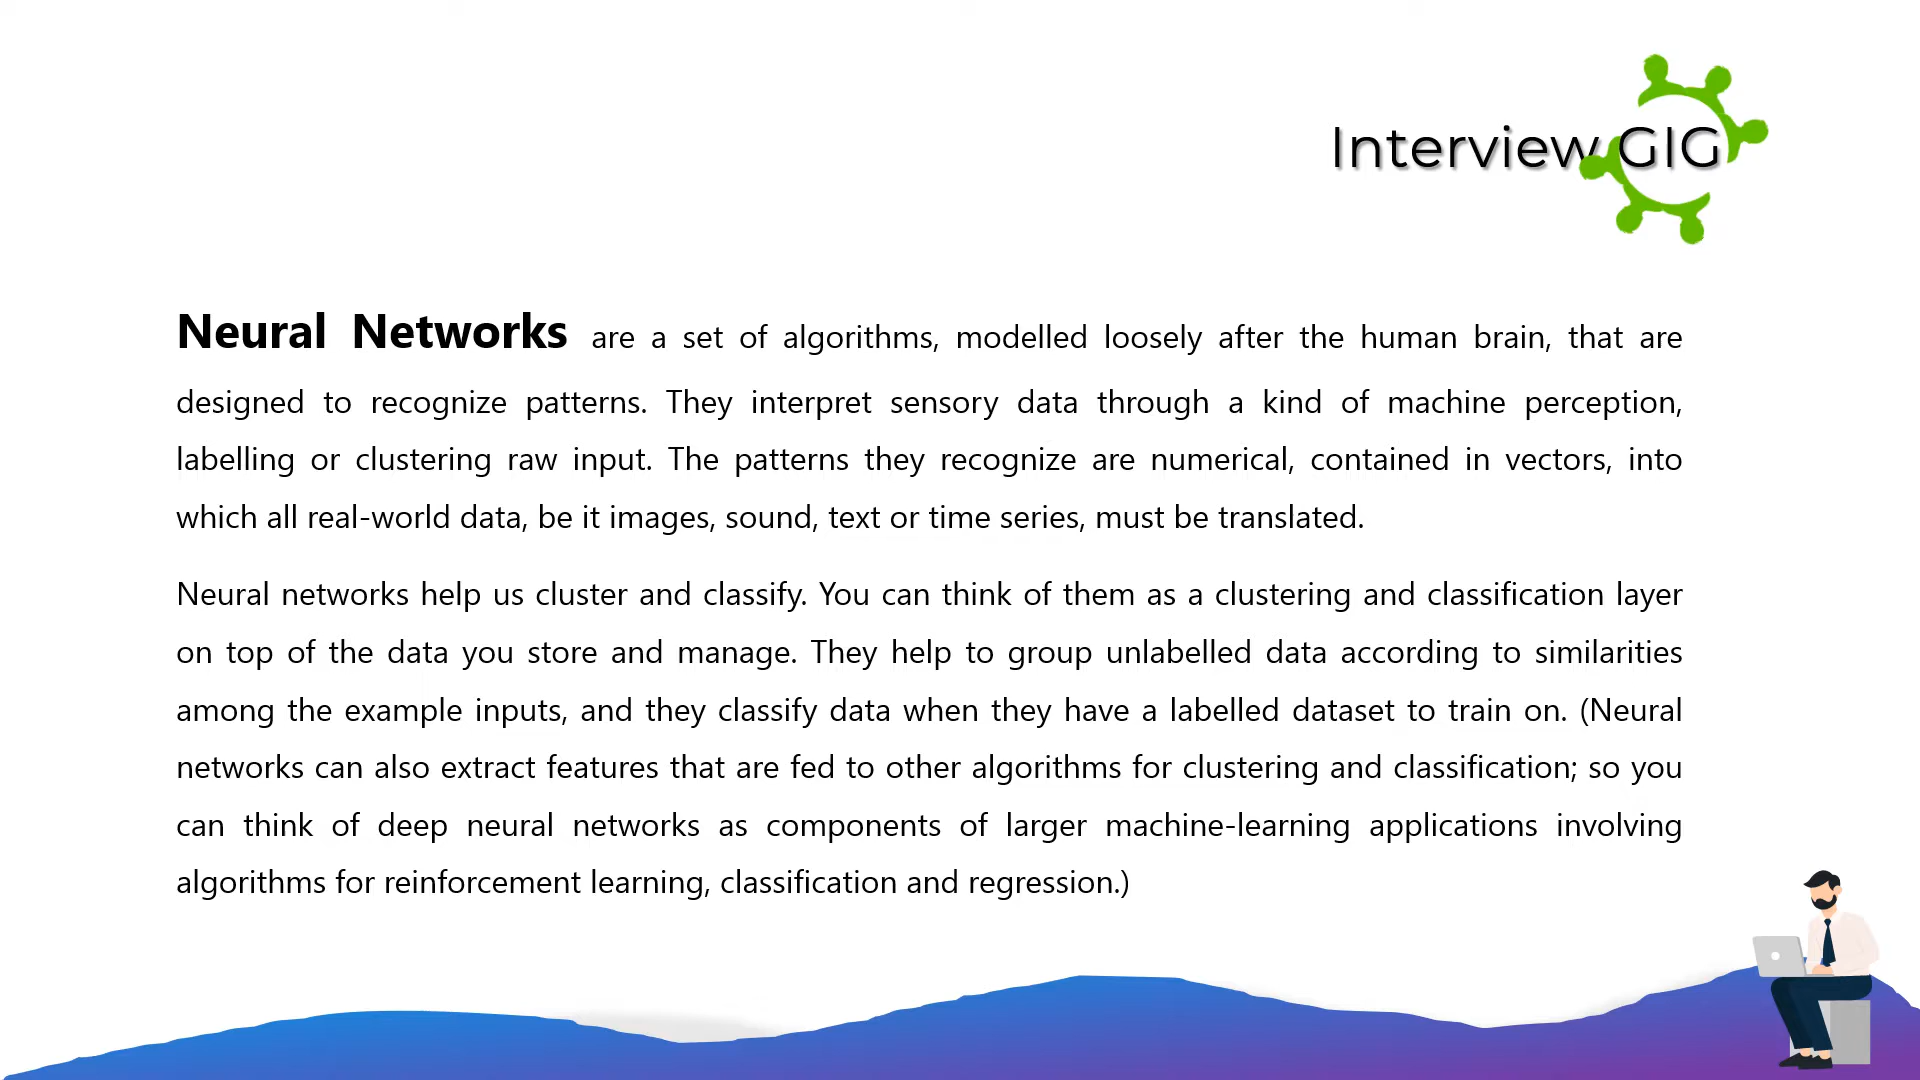 Interview GIG
Neural Networks are a set of algorithms, modelled loosely after the human brain, that are
designed to recognize patterns. They interpret sensory data through a kind of machine perception,
labelling or clustering raw input. The patterns they recognize are numerical, contained in vectors, into
which all real-world data, be it images, sound, text or time series, must be translated.
Neural networks help us cluster and classify. You can think of them as a clustering and classification layer
on top of the data you store and manage. They help to group unlabelled data according to similarities
among the example inputs, and they classify data when they have a labelled dataset to train on. (Neural
networks can also extract features that are fed to other algorithms for clustering and classification; so you
can think of deep neural networks as components of larger machine-learning applications involving
algorithms for reinforcement learning, classification and regression.)